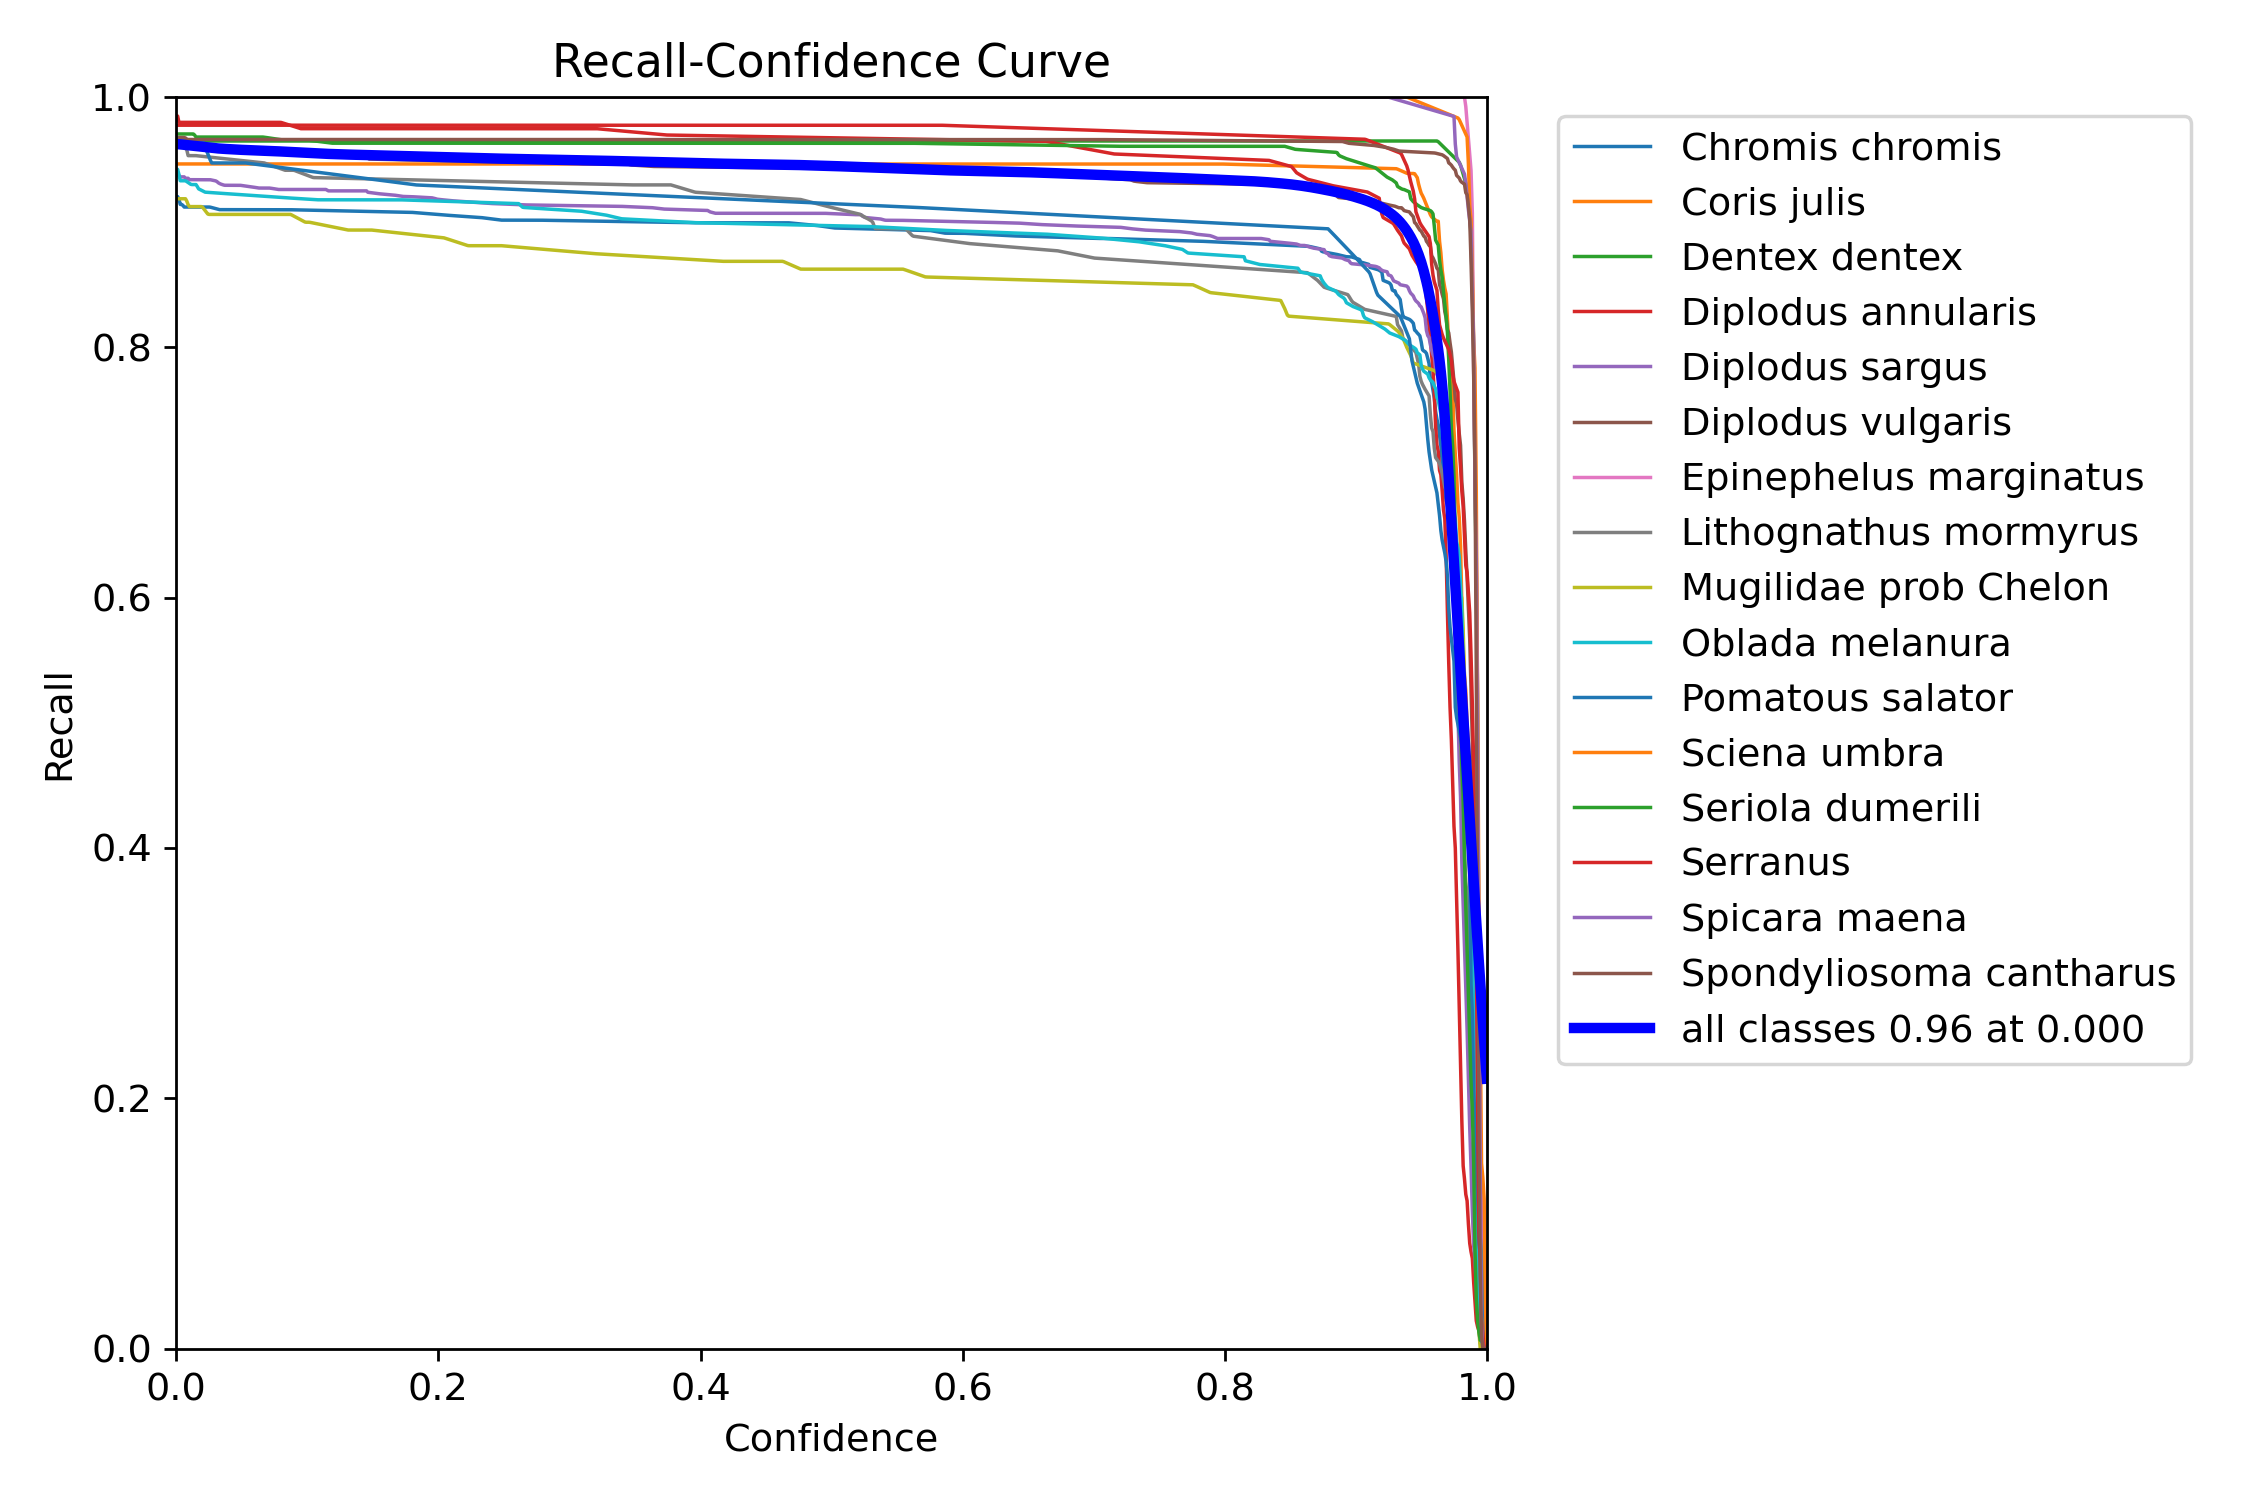 Recall-Confidence Curve
1.0
0.8
0.6
0.4
0.2
0.0
Recall
0.0 0.2 0.4 0.6 0.8 1.0
Confidence
Chromis chromis
Coris julis
Dentex dentex
Diplodus annularis
Diplodus sargus
Diplodus vulgaris
Epinephelus marginatus
Lithognathus mormyrus
Mugilidae prob Chelon
Oblada melanura
Pomatous salator
Sciena umbra
Seriola dumerili
Serranus
Spicara maena
Spondyliosoma cantharus
all classes 0.96 at 0.000